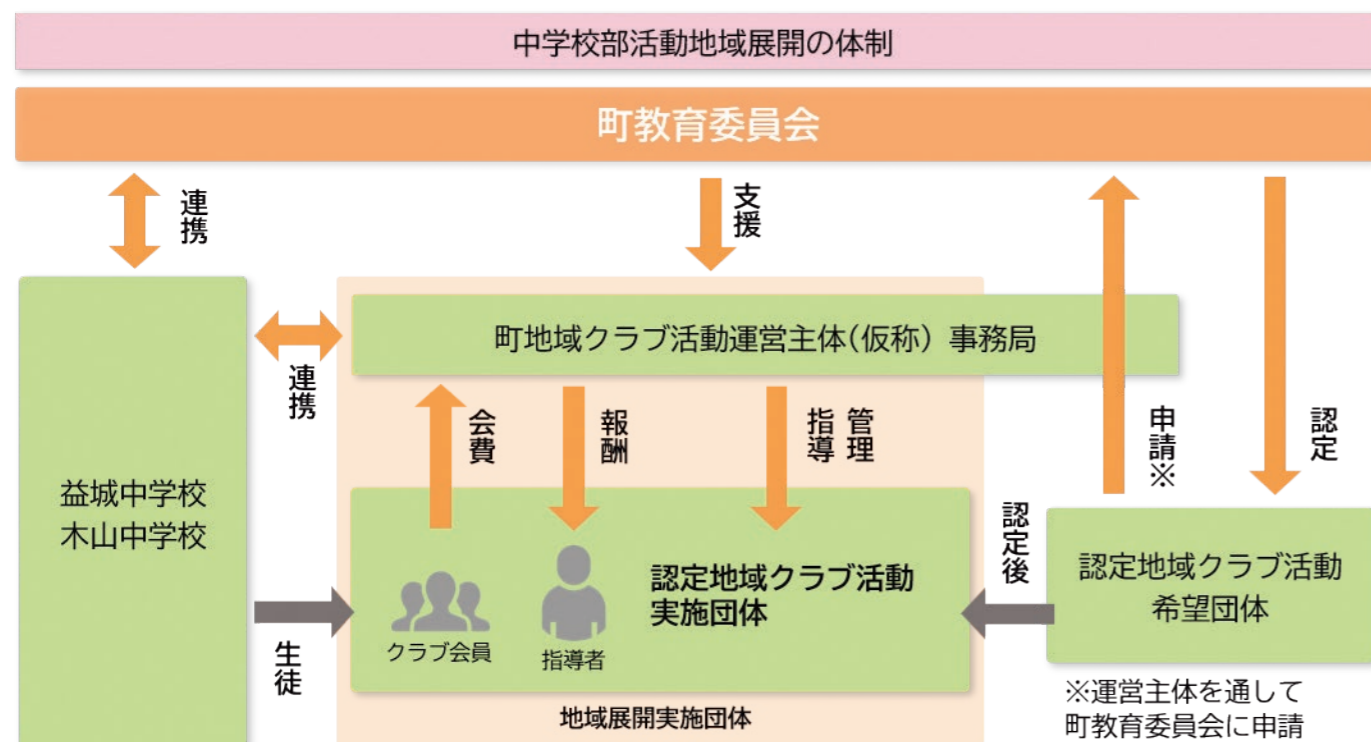 中学校部活動地域展開の体制
町教育委員会
連携
支援
申請※
認定
町地域クラブ活動運営主体(仮称) 事務局
連携
会費
報酬
指導
管理
益城中学校
木山中学校
生徒
クラブ会員
指導者
認定地域クラブ活動
実施団体
認定後
認定地域クラブ活動
希望団体
地域展開実施団体
※運営主体を通して
町教育委員会に申請